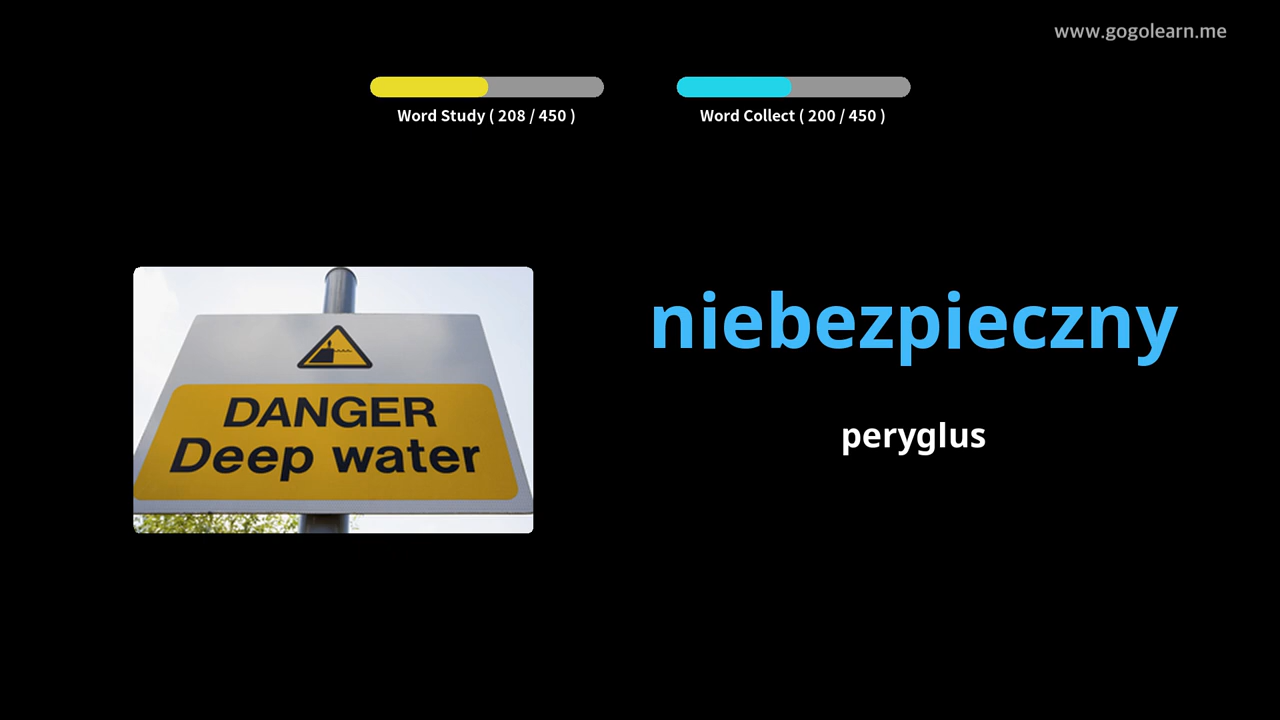 www.gogolearn.me
Word Study ( 208 / 450 )
Word Collect ( 200 / 450 )
DANGER
Deep water
niebezpieczny
peryglus